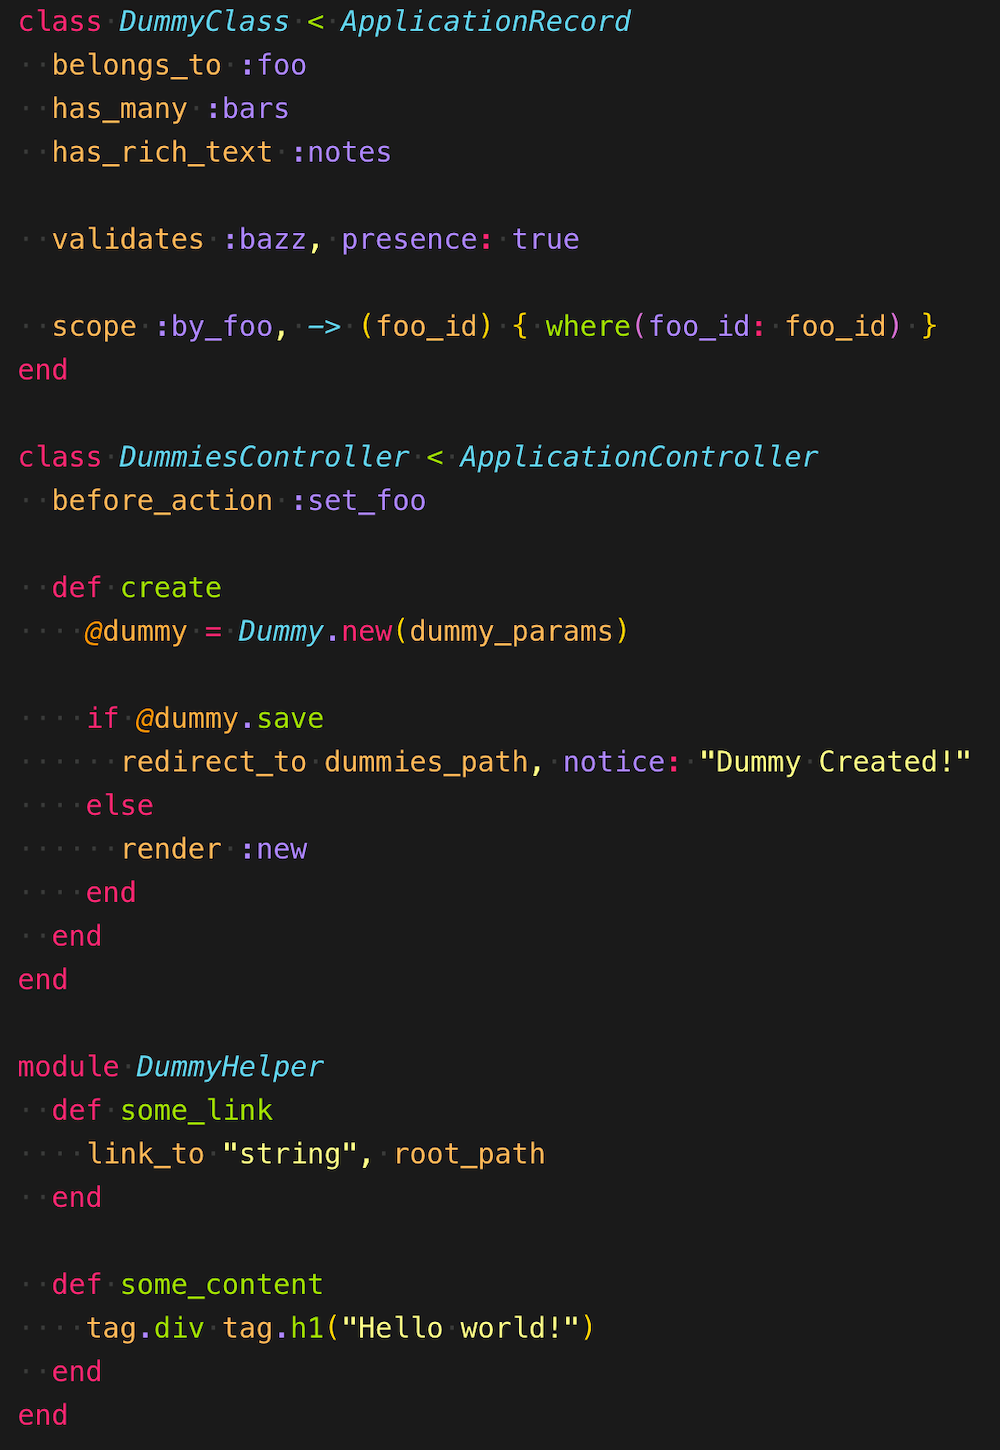 class DummyClass < ApplicationRecord
  belongs_to :foo
  has_many :bars
  has_rich_text :notes

  validates :bazz, presence: true

  scope :by_foo, -> (foo_id) { where(foo_id: foo_id) }
end

class DummiesController < ApplicationController
  before_action :set_foo

  def create
    @dummy = Dummy.new(dummy_params)

    if @dummy.save
      redirect_to dummies_path, notice: "Dummy Created!"
    else
      render :new
    end
  end
end

module DummyHelper
  def some_link
    link_to "string", root_path
  end

  def some_content
    tag.div tag.h1("Hello world!")
  end
end